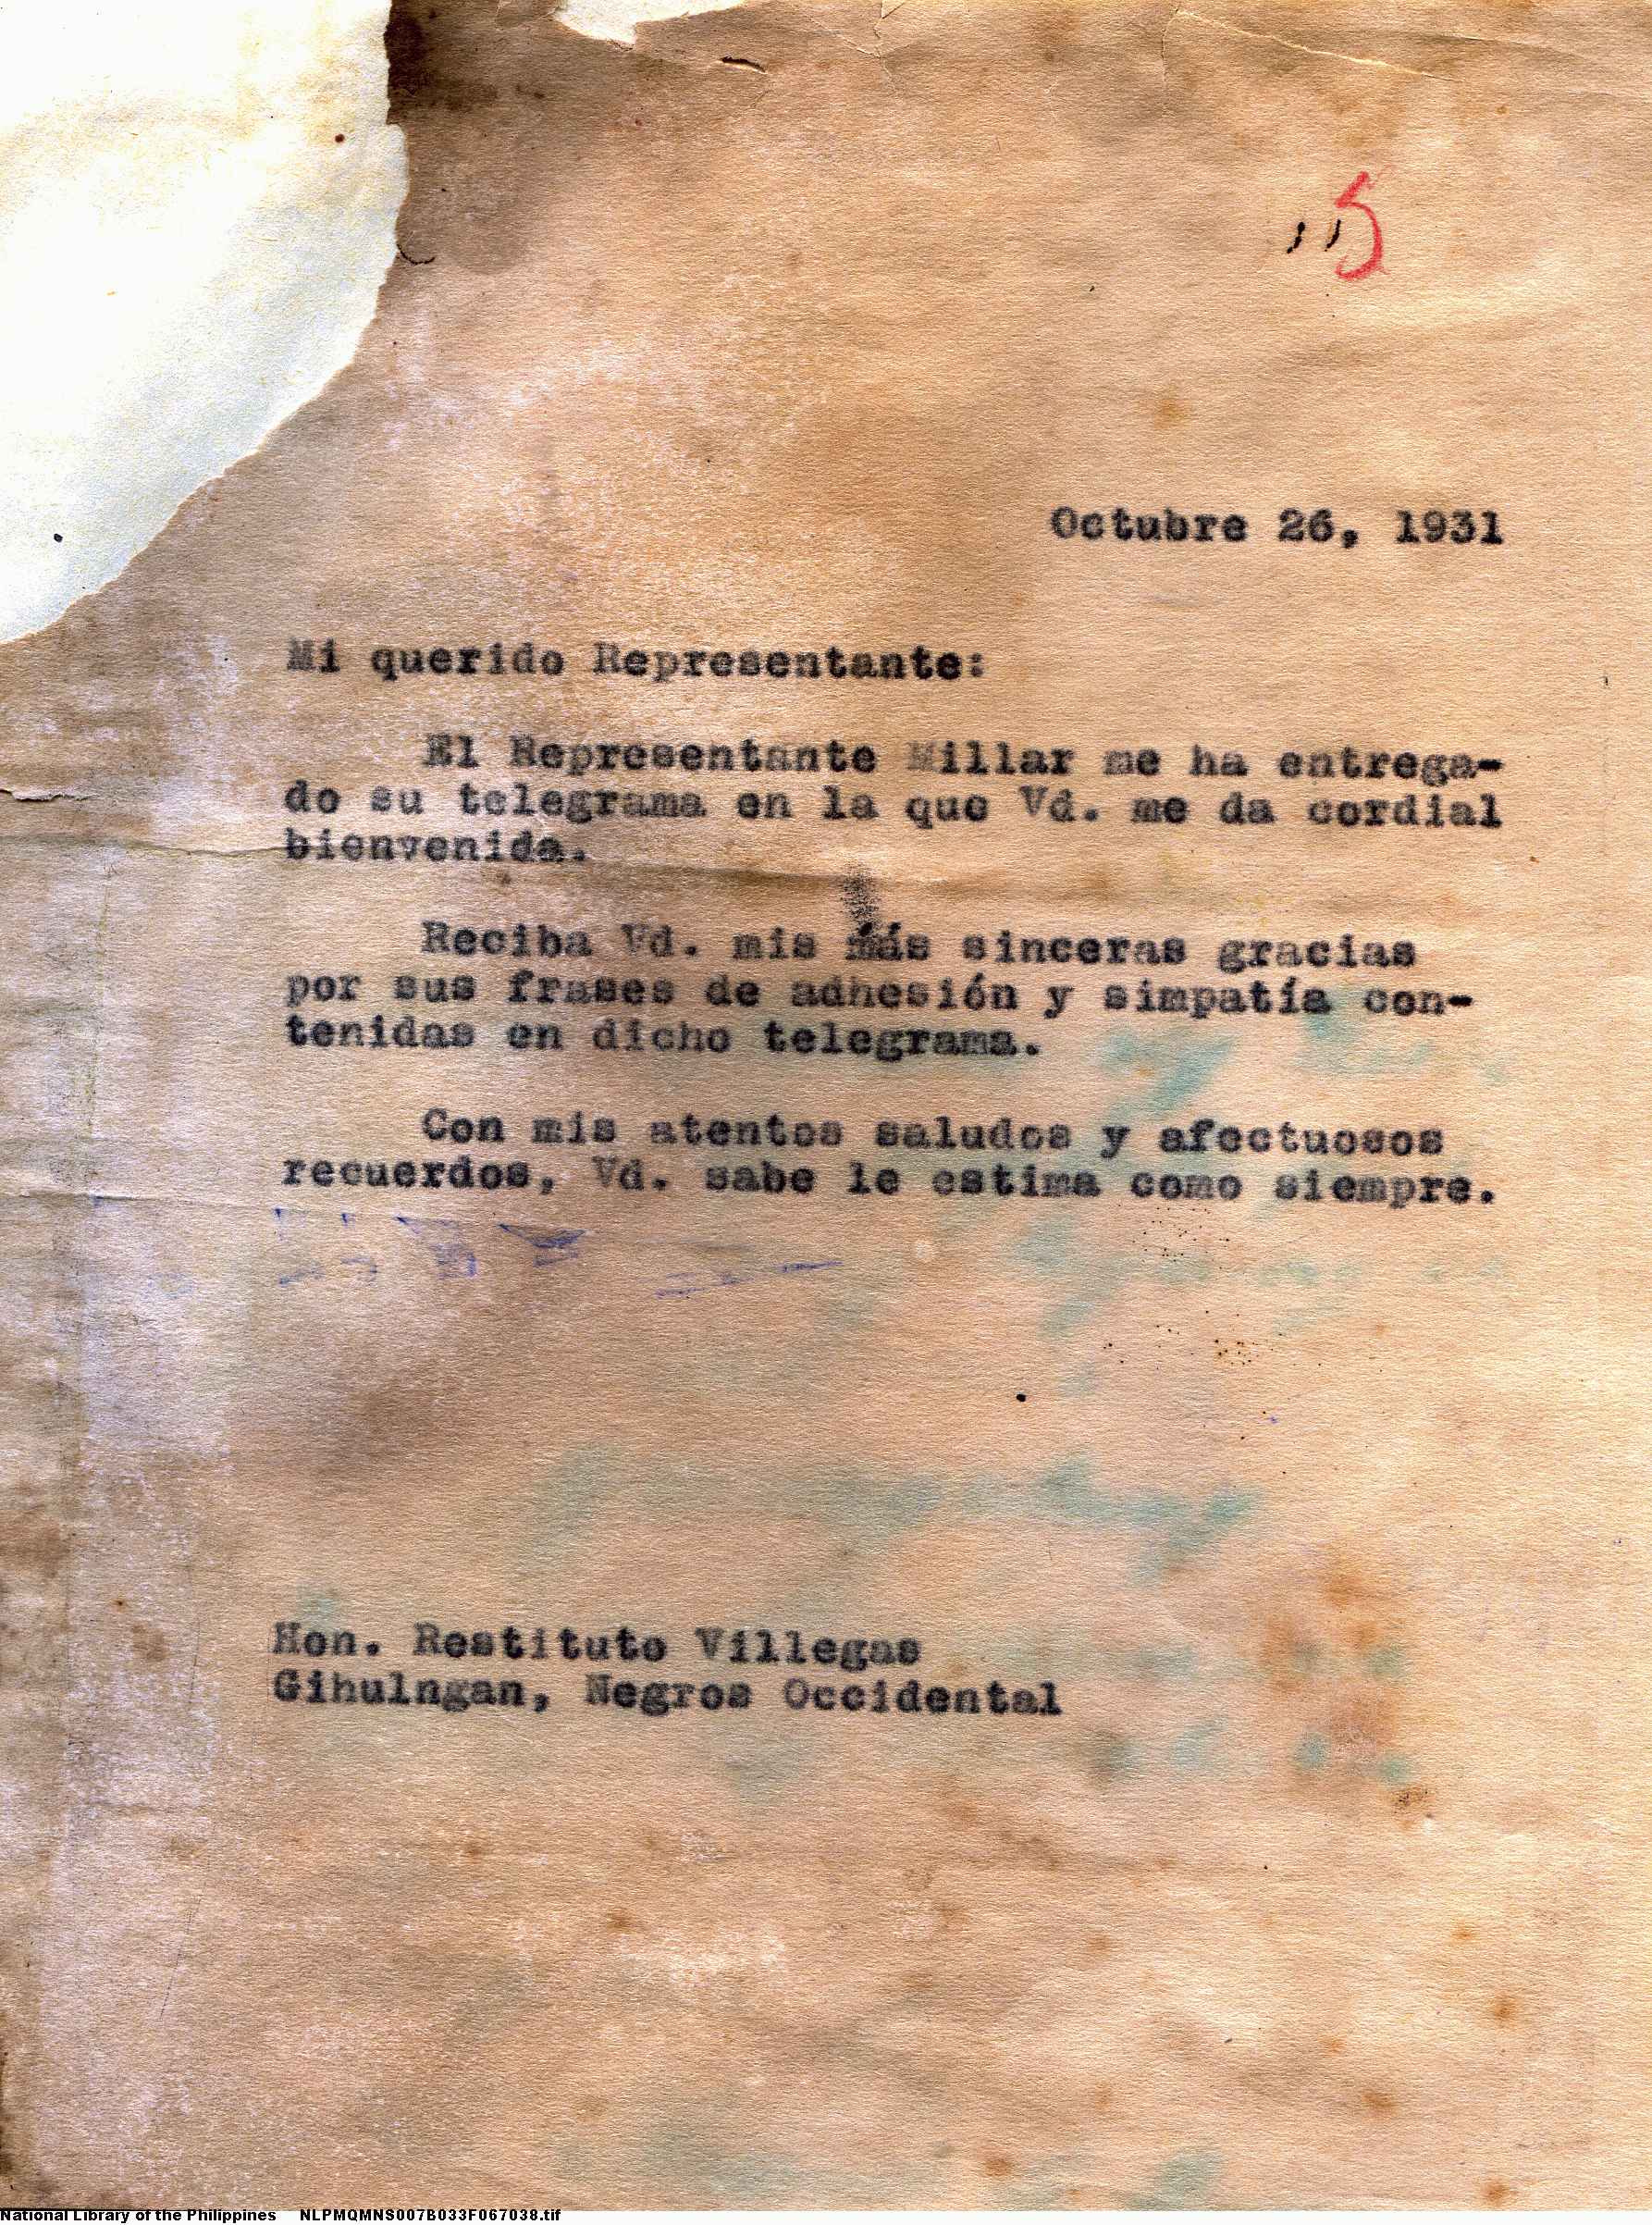 5
Octubre 26, 1931
Mi querido Representante:
El Representante Millar me ha entrega-
do su telegrama en la que Vd. me da cordial
bienvenida.
Reciba Vd. mis más sinceras gracias
por sus frases de adhesión y simpatía con-
tenidas en dicho telegrama.
Con mis atentos saludos y afectuosos
recuerdos, Vd. sabe le estima como siempre.
Hon. Restituto Villegas
Gihulngan, Negros Occidental
National Library of the Philippines NLPMQMNS007B033F067038.tif